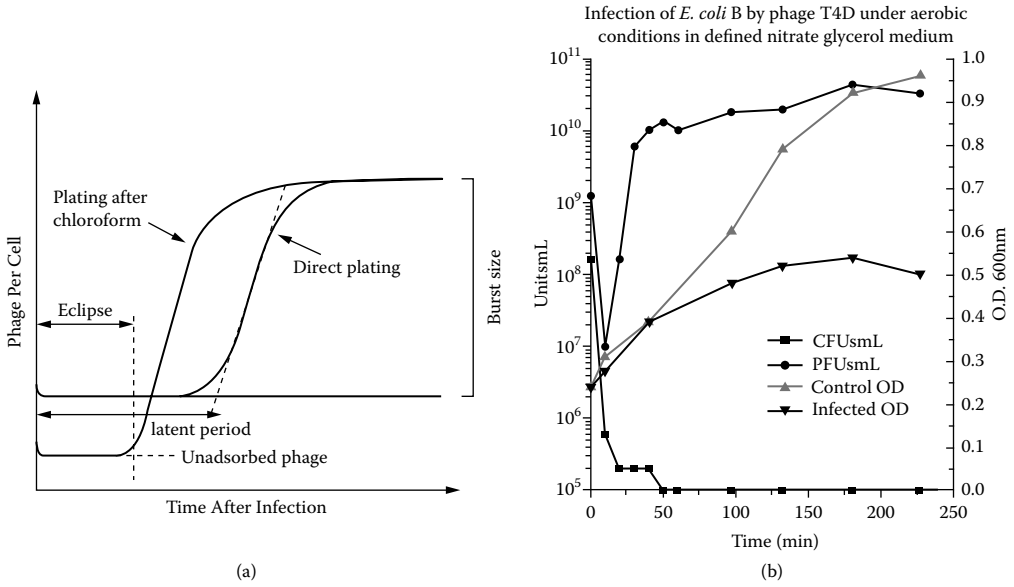 Phage Per Cell
Plating after
chloroform
Direct plating
Eclipse
latent period
Unadsorbed phage
Burst size
Time After Infection
(a)
Infection of E. coli B by phage T4D under aerobic
conditions in defined nitrate glycerol medium
UnitsmL
10¹¹
10¹⁰
10⁹
10⁸
10⁷
10⁶
10⁵
1.0
0.9
0.8
0.7
0.6
0.5
0.4
0.3
0.2
0.1
0.0
O.D. 600nm
CFUsmL
PFUsmL
Control OD
Infected OD
0 50 100 150 200 250
Time (min)
(b)